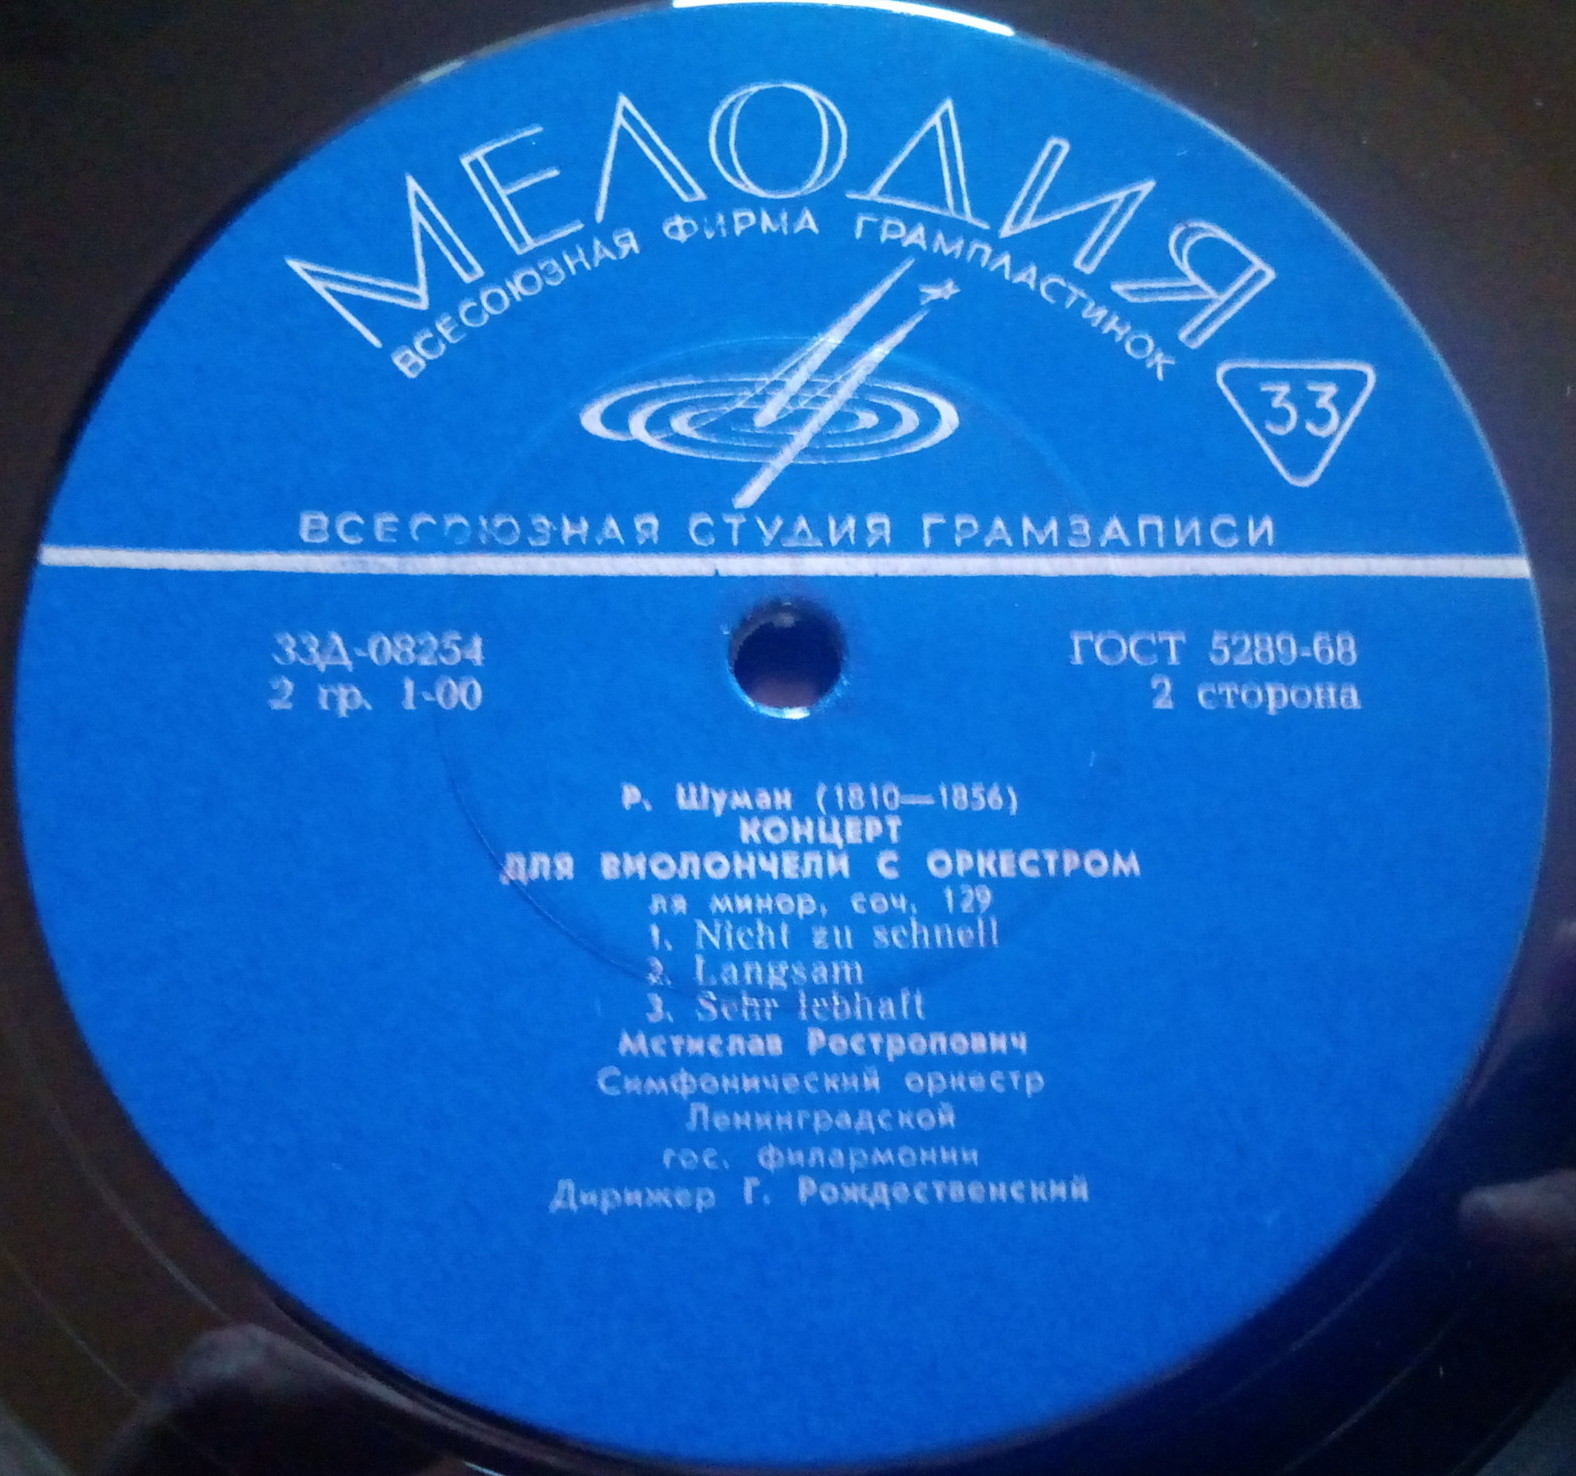 МЕЛОДИЯ
ВСЕСОЮЗНАЯ ФИРМА ГРАМПЛАСТИНОК
33
ВСЕСОЮЗНАЯ СТУДИЯ ГРАМЗАПИСИ
33Д-08254
2 гр. 1-00
ГОСТ 5289-68
2 сторона
Р. Шуман (1810—1856)
КОНЦЕРТ
ДЛЯ ВИОЛОНЧЕЛИ С ОРКЕСТРОМ
ля минор, соч. 129
1. Nicht zu schnell
2. Langsam
3. Sehr lebhaft
Мстислав Ростропович
Симфонический оркестр
Ленинградской
гос. филармонии
Дирижер Г. Рождественский